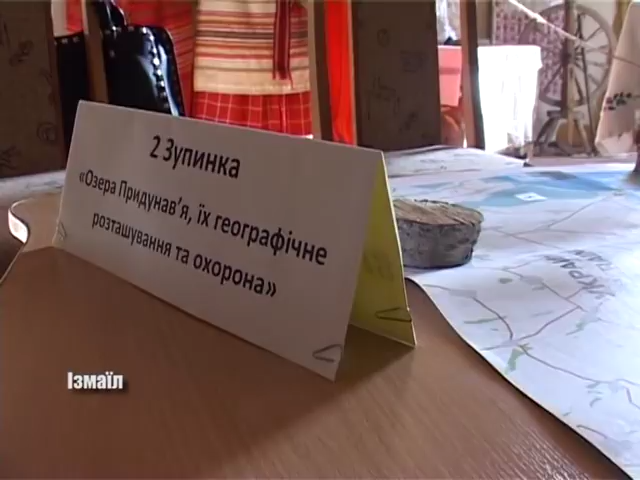 2 Зупинка
«Озера Придунав’я, їх географічне
розташування та охорона»
Ізмаїл